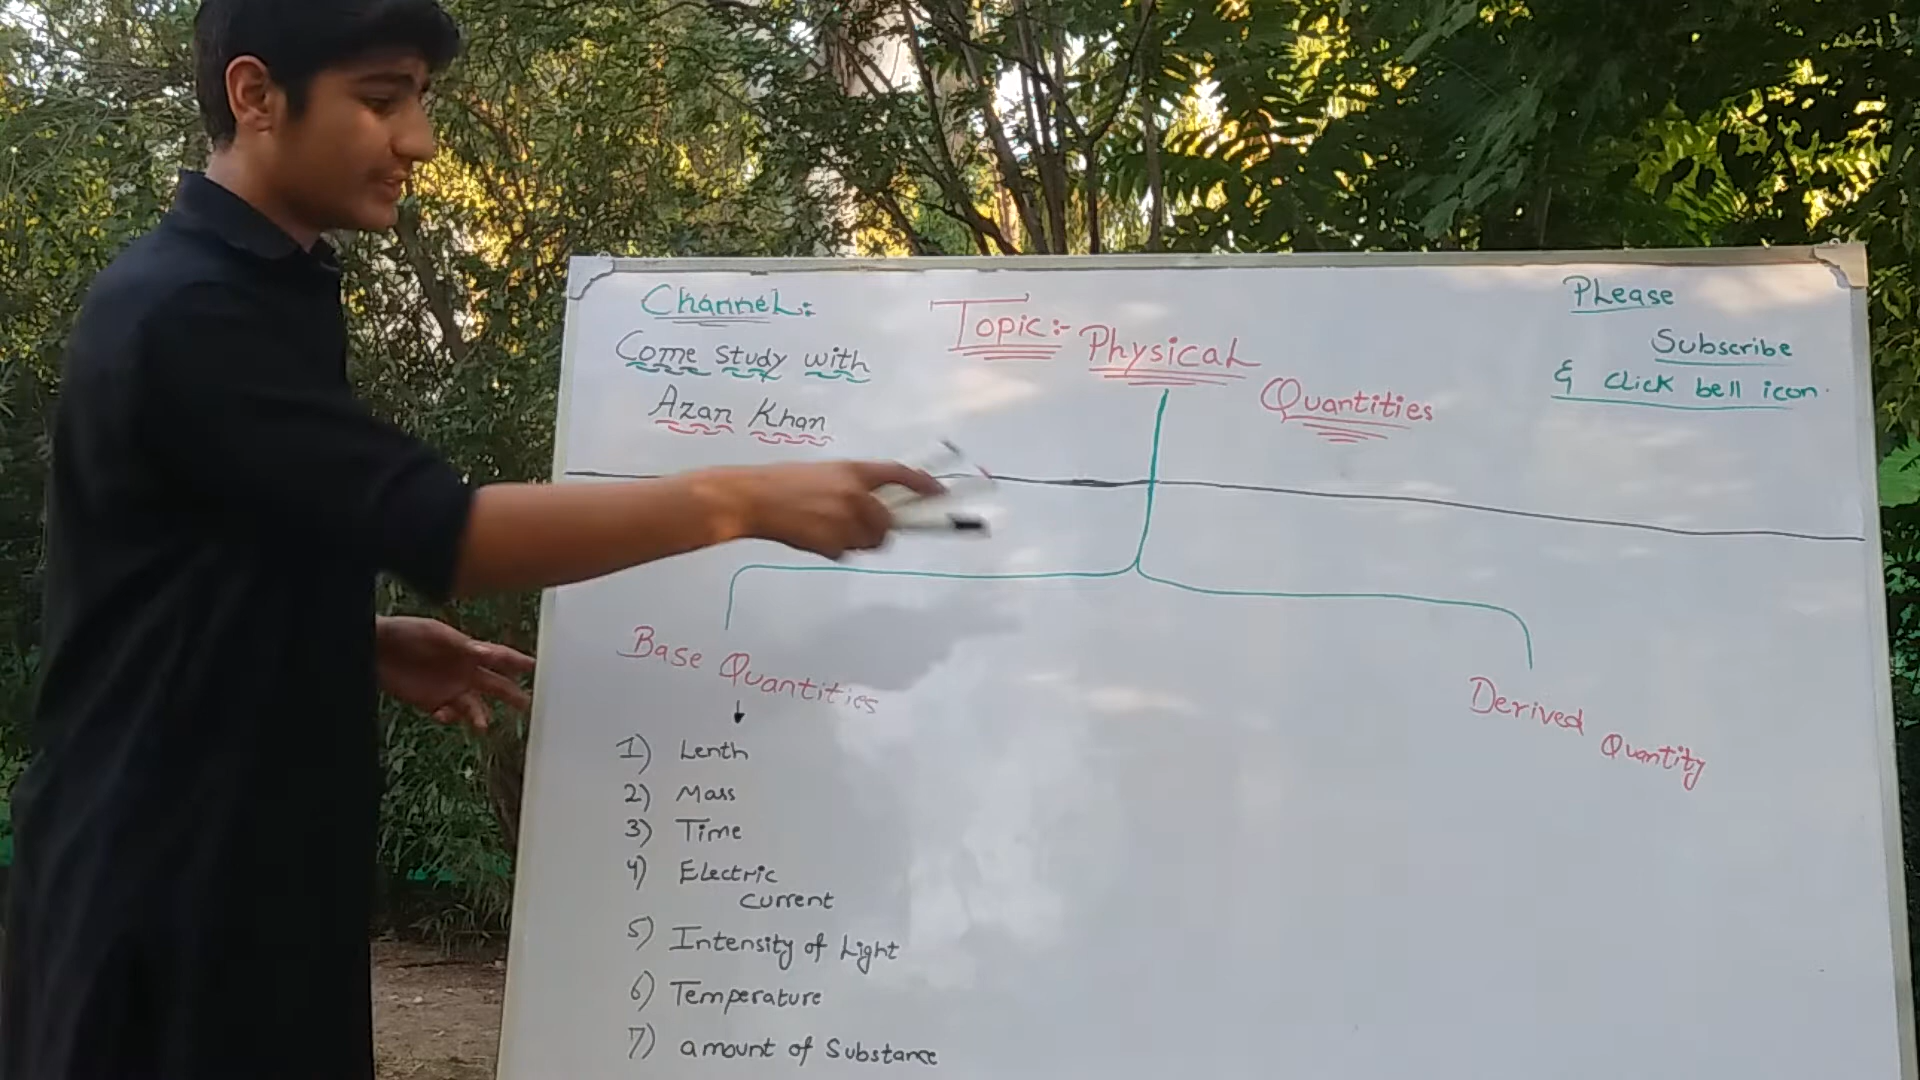 Channel:
Come study with
Azan Khan
Topic:- Physical
Quantities
Please
Subscribe
& click bell icon.
Base Quantities
1) Lenth
2) Mass
3) Time
4) Electric
current
5) Intensity of Light
6) Temperature
7) amount of Substance
Derived
Quantity